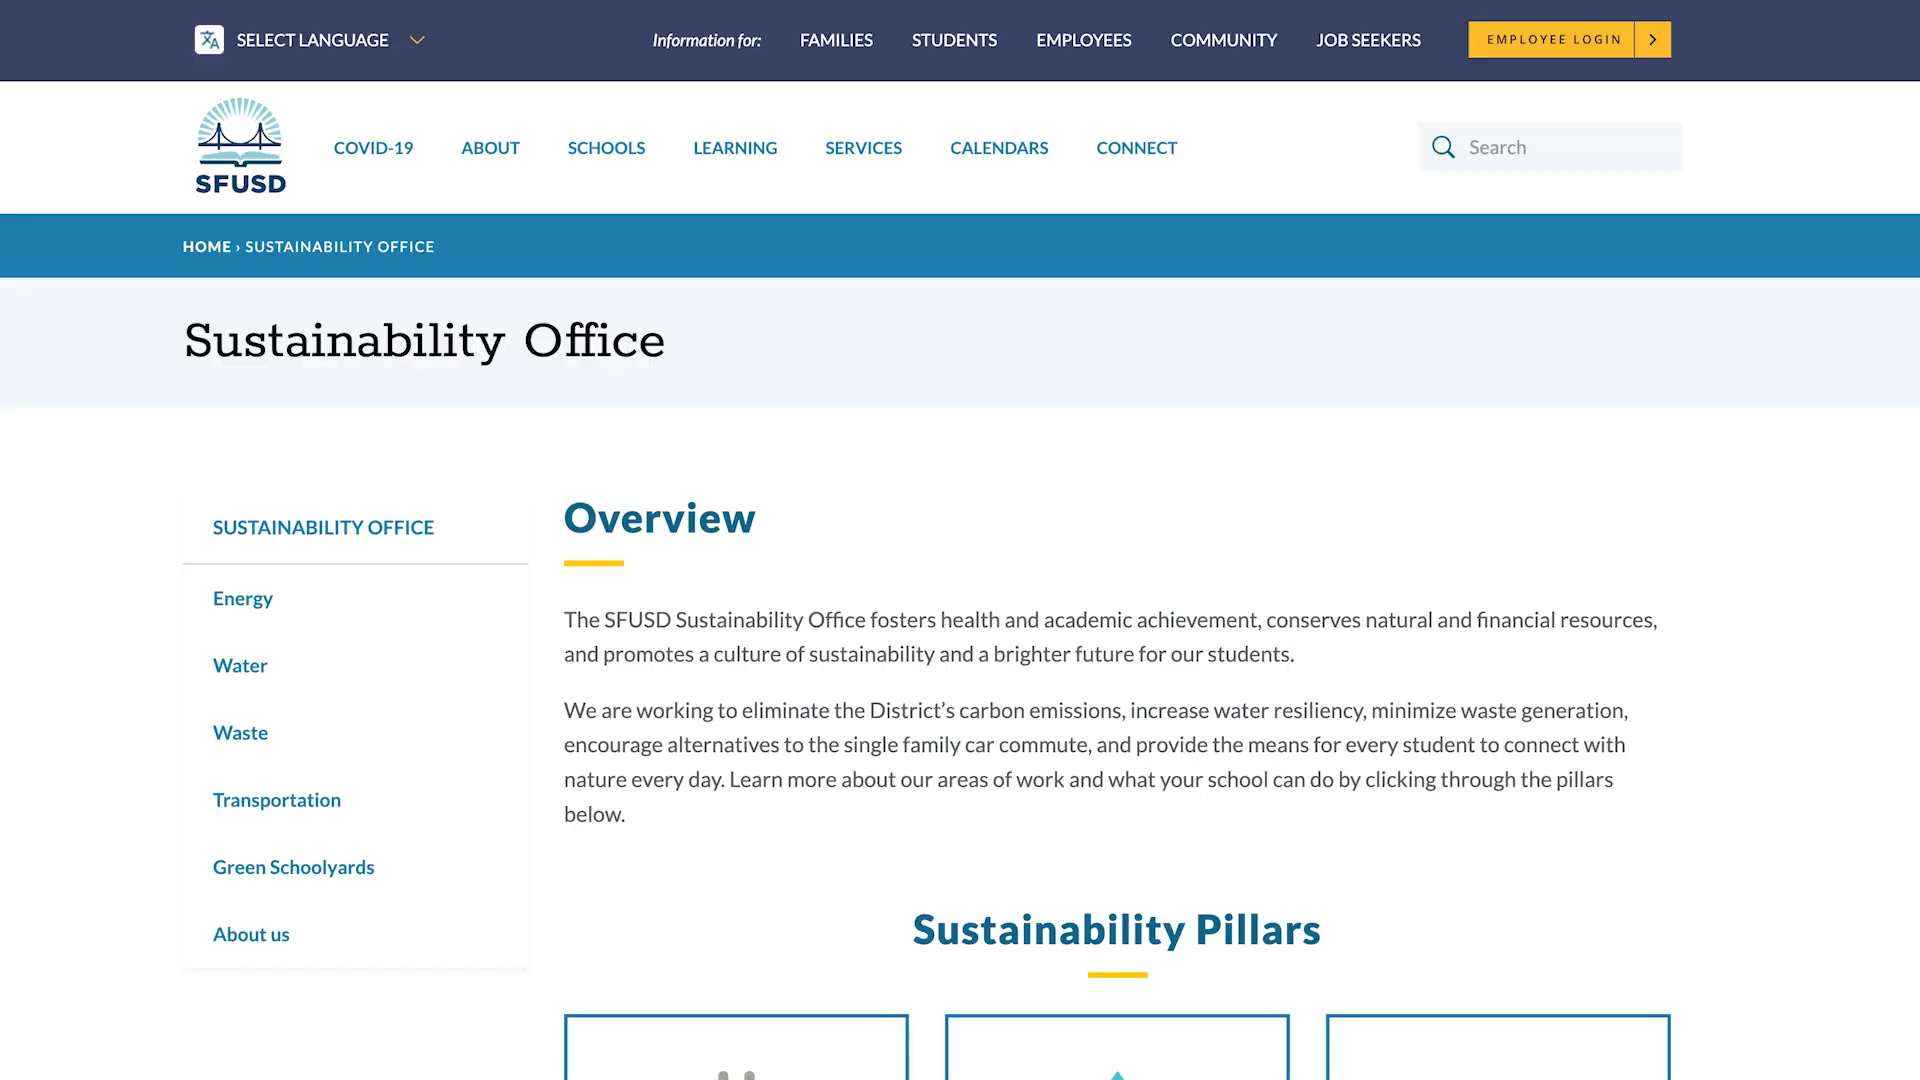 SELECT LANGUAGE
Information for:
FAMILIES
STUDENTS
EMPLOYEES
COMMUNITY
JOB SEEKERS
EMPLOYEE LOGIN
SFUSD
COVID-19
ABOUT
SCHOOLS
LEARNING
SERVICES
CALENDARS
CONNECT
Search
HOME › SUSTAINABILITY OFFICE
Sustainability Office
SUSTAINABILITY OFFICE
Energy
Water
Waste
Transportation
Green Schoolyards
About us
Overview
The SFUSD Sustainability Office fosters health and academic achievement, conserves natural and financial resources,
and promotes a culture of sustainability and a brighter future for our students.
We are working to eliminate the District’s carbon emissions, increase water resiliency, minimize waste generation,
encourage alternatives to the single family car commute, and provide the means for every student to connect with
nature every day. Learn more about our areas of work and what your school can do by clicking through the pillars
below.
Sustainability Pillars